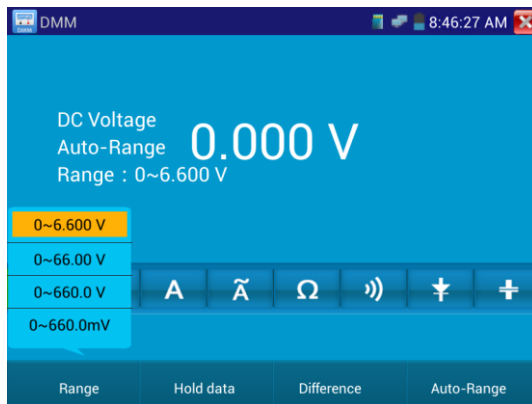 DMM
8:46:27 AM
DC Voltage
Auto-Range
0.000 V
Range : 0~6.600 V
0~6.600 V
0~66.00 V
0~660.0 V
0~660.0mV
A
Ã
Ω
Range
Hold data
Difference
Auto-Range